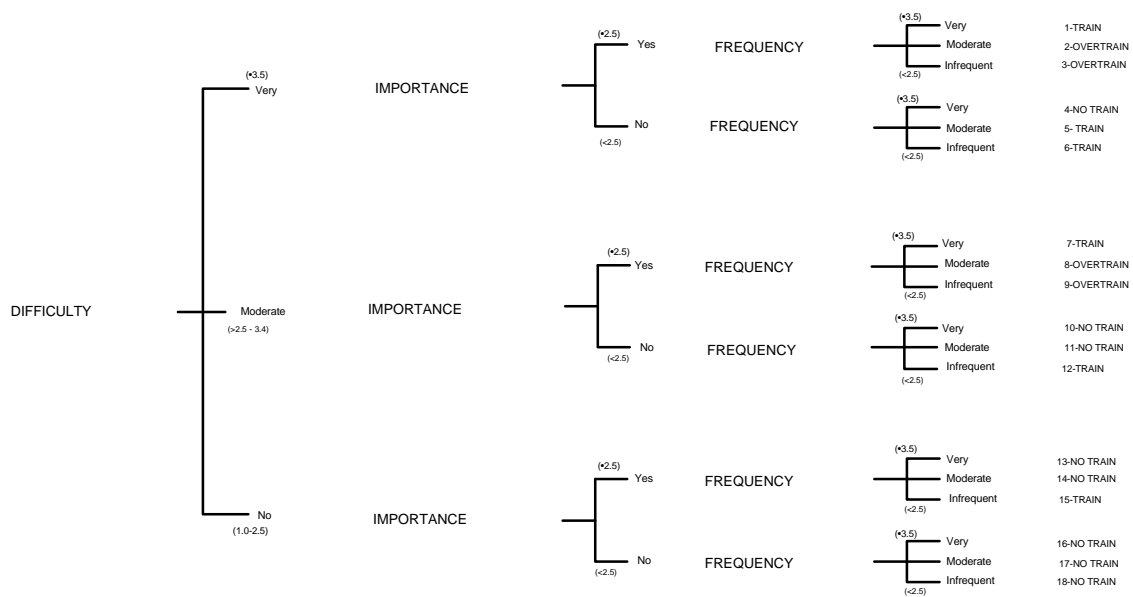 DIFFICULTY
(•3.5)
Very
Moderate
(>2.5 - 3.4)
No
(1.0-2.5)
IMPORTANCE
(•2.5)
Yes
No
(<2.5)
FREQUENCY
(•3.5)
Very
Moderate
Infrequent
(<2.5)
1-TRAIN
2-OVERTRAIN
3-OVERTRAIN
FREQUENCY
(•3.5)
Very
Moderate
Infrequent
(<2.5)
4-NO TRAIN
5- TRAIN
6-TRAIN
IMPORTANCE
(•2.5)
Yes
No
(<2.5)
FREQUENCY
(•3.5)
Very
Moderate
Infrequent
(<2.5)
7-TRAIN
8-OVERTRAIN
9-OVERTRAIN
FREQUENCY
(•3.5)
Very
Moderate
Infrequent
(<2.5)
10-NO TRAIN
11-NO TRAIN
12-TRAIN
IMPORTANCE
(•2.5)
Yes
No
(<2.5)
FREQUENCY
(•3.5)
Very
Moderate
Infrequent
(<2.5)
13-NO TRAIN
14-NO TRAIN
15-TRAIN
FREQUENCY
(•3.5)
Very
Moderate
Infrequent
(<2.5)
16-NO TRAIN
17-NO TRAIN
18-NO TRAIN